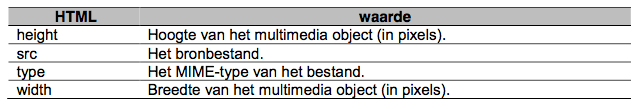 HTML waarde
height Hoogte van het multimedia object (in pixels).
src Het bronbestand.
type Het MIME-type van het bestand.
width Breedte van het multimedia object (in pixels).